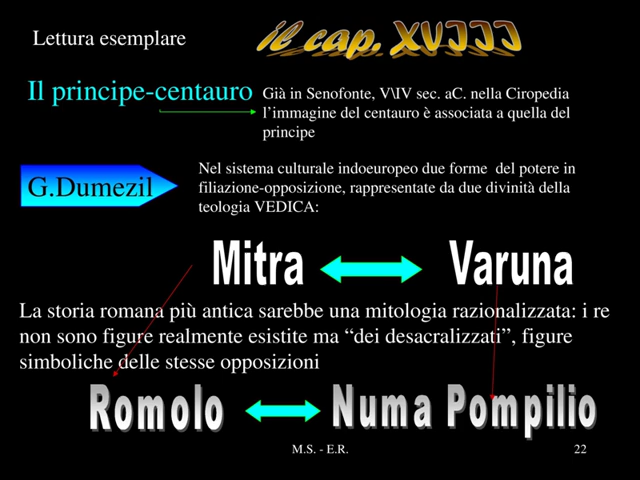 Lettura esemplare
il cap. XVIII
Il principe-centauro
Già in Senofonte, V\IV sec. aC. nella Ciropedia
l’immagine del centauro è associata a quella del
principe
G.Dumezil
Nel sistema culturale indoeuropeo due forme del potere in
filiazione-opposizione, rappresentate da due divinità della
teologia VEDICA:
Mitra
Varuna
La storia romana più antica sarebbe una mitologia razionalizzata: i re
non sono figure realmente esistite ma “dei desacralizzati”, figure
simboliche delle stesse opposizioni
Romolo
Numa Pompilio
M.S. - E.R.
22